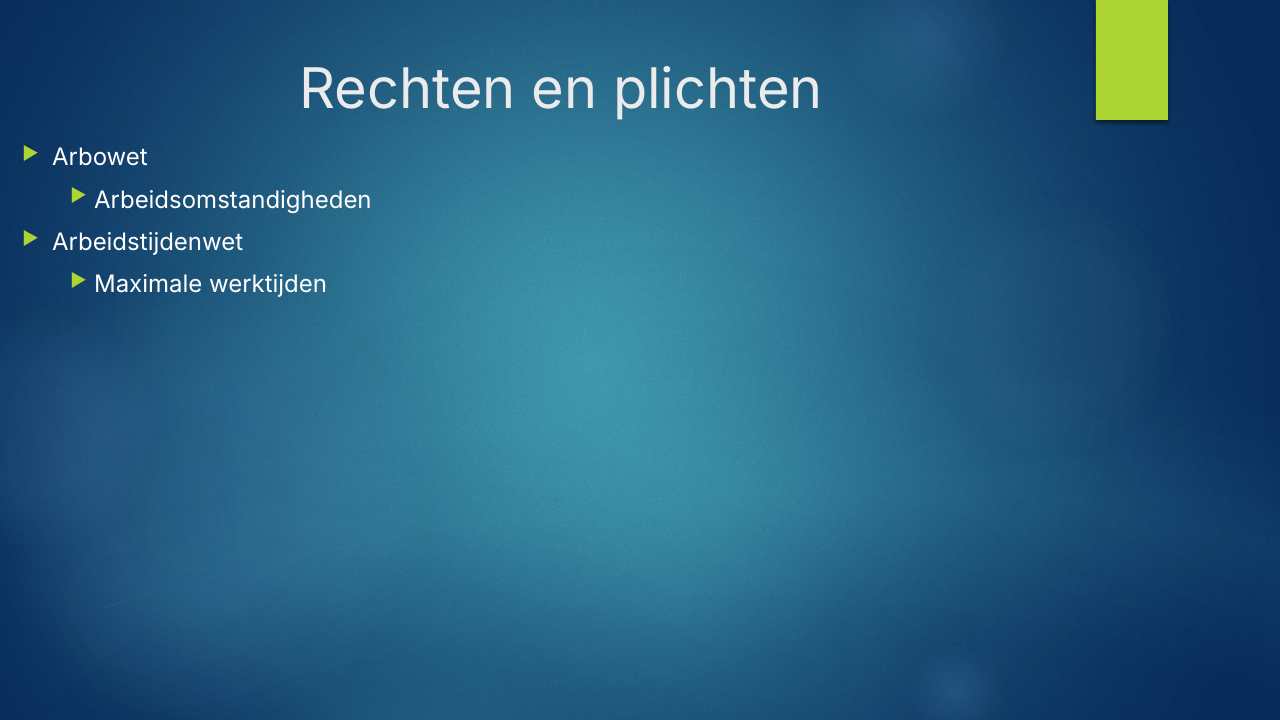 Rechten en plichten
Arbowet
Arbeidsomstandigheden
Arbeidstijdenwet
Maximale werktijden